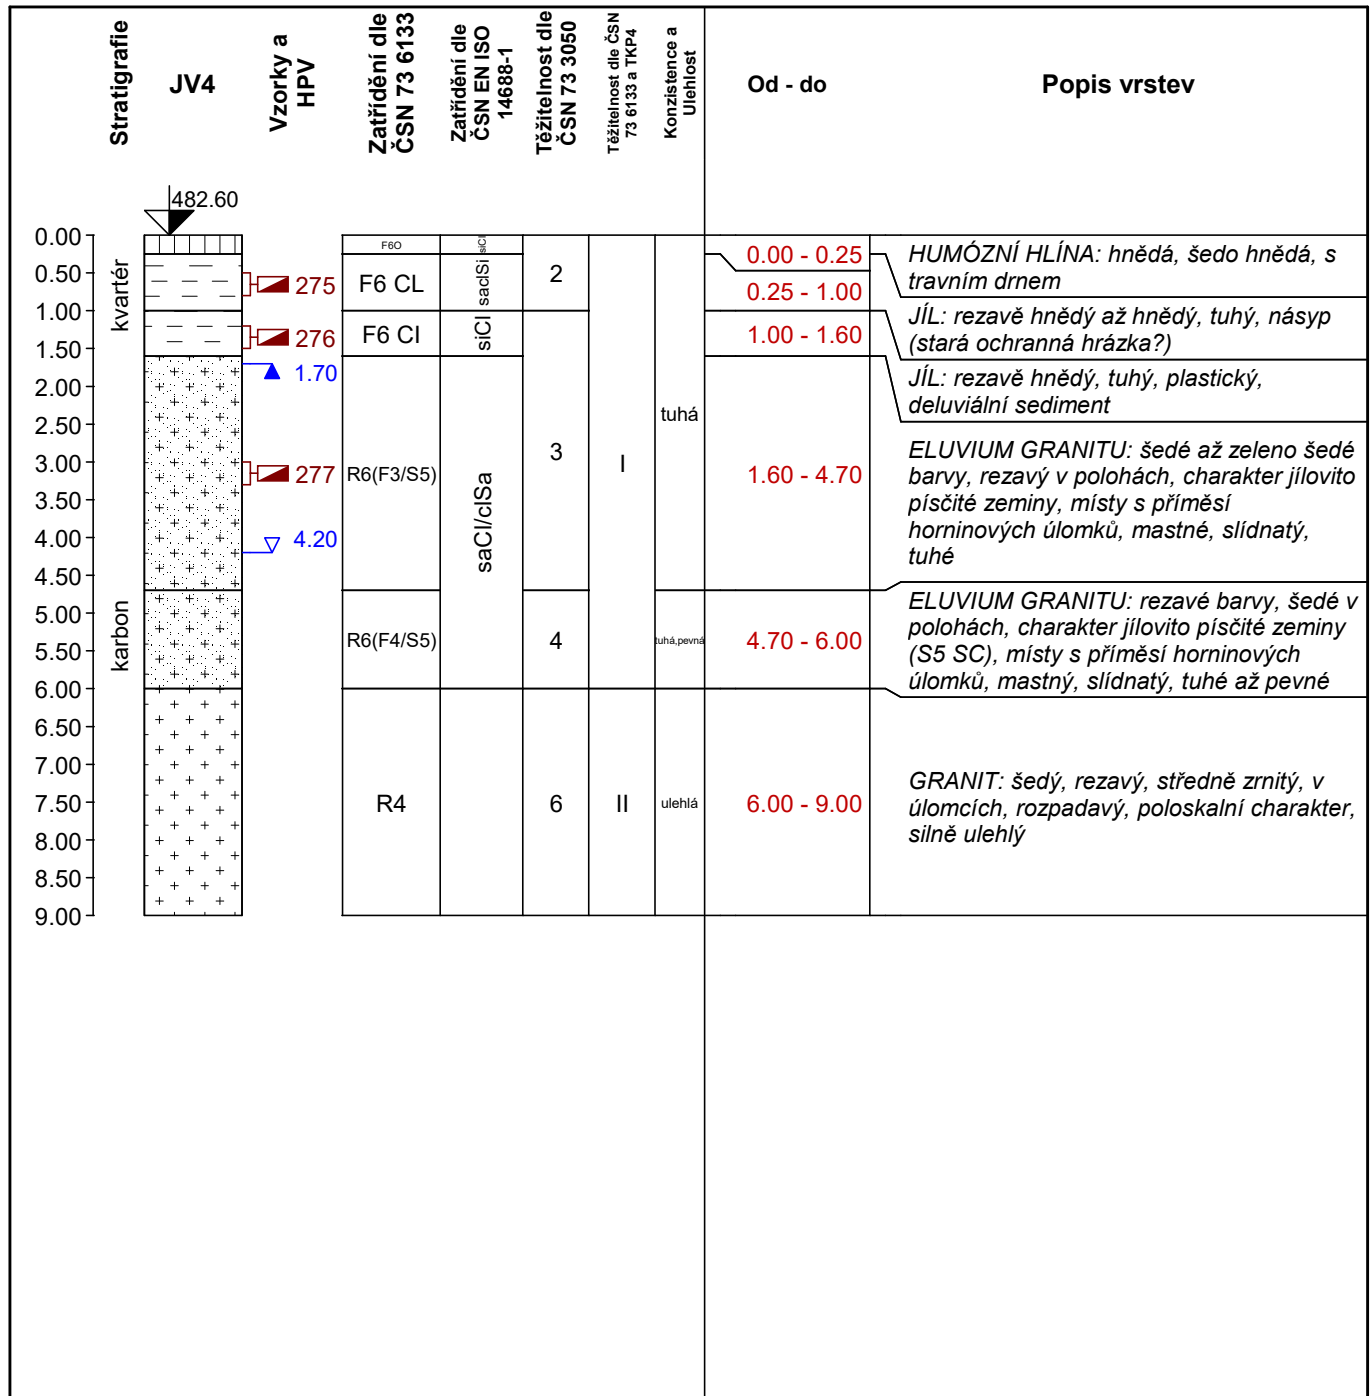 Stratigrafie
JV4
Vzorky a
HPV
Zatřídění dle
ČSN 73 6133
Zatřídění dle
ČSN EN ISO
14688-1
Těžitelnost dle
ČSN 73 3050
Těžitelnost dle ČSN
73 6133 a TKP4
Konzistence a
Ulehlost
Od - do
Popis vrstev
482.60
0.00
0.50
1.00
1.50
2.00
2.50
3.00
3.50
4.00
4.50
5.00
5.50
6.00
6.50
7.00
7.50
8.00
8.50
9.00
kvartér
karbon
275
276
1.70
277
4.20
F6O
F6 CL
F6 CI
R6(F3/S5)
R6(F4/S5)
R4
siCl
saclSi
siCl
saCl/clSa
2
3
4
6
I
II
tuhá
tuhá,pevná
ulehlá
0.00 - 0.25
0.25 - 1.00
1.00 - 1.60
1.60 - 4.70
4.70 - 6.00
6.00 - 9.00
HUMÓZNÍ HLÍNA: hnědá, šedo hnědá, s
travním drnem
JÍL: rezavě hnědý až hnědý, tuhý, násyp
(stará ochranná hrázka?)
JÍL: rezavě hnědý, tuhý, plastický,
deluviální sediment
ELUVIUM GRANITU: šedé až zeleno šedé
barvy, rezavý v polohách, charakter jílovito
písčité zeminy, místy s příměsí
horninových úlomků, mastné, slídnatý,
tuhé
ELUVIUM GRANITU: rezavé barvy, šedé v
polohách, charakter jílovito písčité zeminy
(S5 SC), místy s příměsí horninových
úlomků, mastný, slídnatý, tuhé až pevné
GRANIT: šedý, rezavý, středně zrnitý, v
úlomcích, rozpadavý, poloskalní charakter,
silně ulehlý